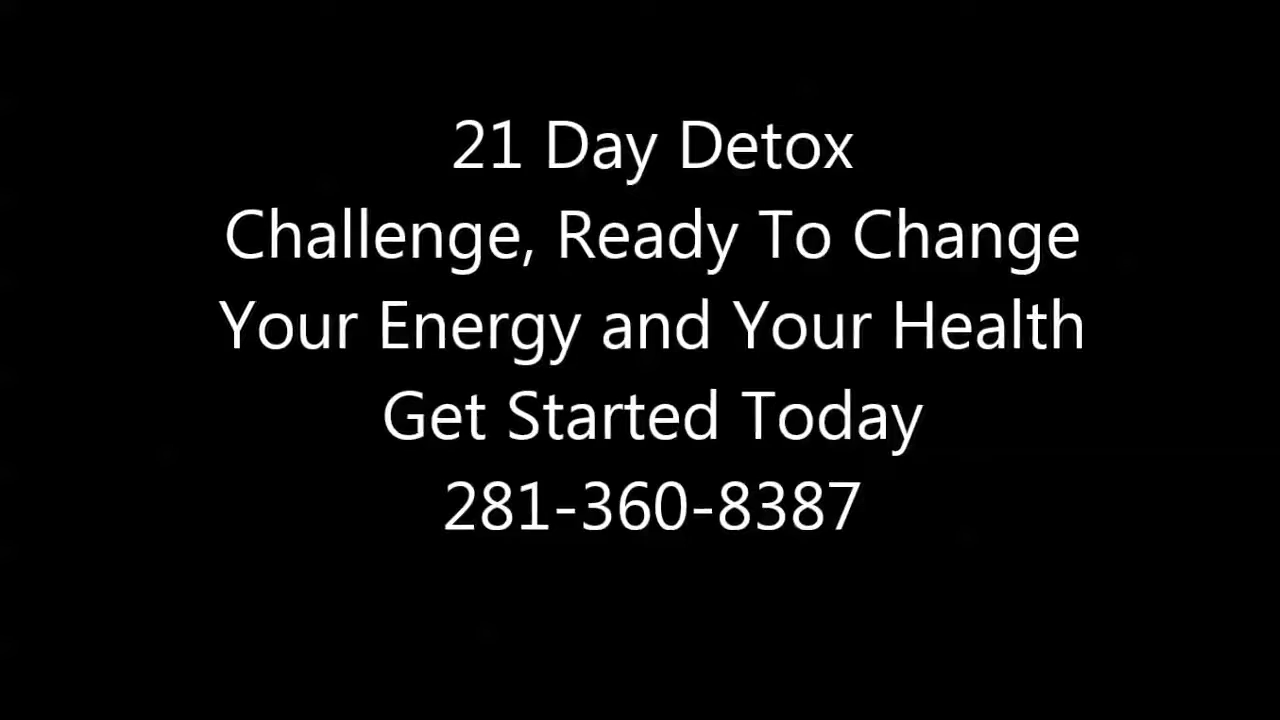 21 Day Detox
Challenge, Ready To Change
Your Energy and Your Health
Get Started Today
281-360-8387